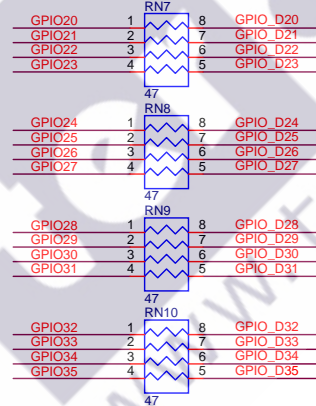 RN7
GPIO20 1 8 GPIO_D20
GPIO21 2 7 GPIO_D21
GPIO22 3 6 GPIO_D22
GPIO23 4 5 GPIO_D23
47
RN8
GPIO24 1 8 GPIO_D24
GPIO25 2 7 GPIO_D25
GPIO26 3 6 GPIO_D26
GPIO27 4 5 GPIO_D27
47
RN9
GPIO28 1 8 GPIO_D28
GPIO29 2 7 GPIO_D29
GPIO30 3 6 GPIO_D30
GPIO31 4 5 GPIO_D31
47
RN10
GPIO32 1 8 GPIO_D32
GPIO33 2 7 GPIO_D33
GPIO34 3 6 GPIO_D34
GPIO35 4 5 GPIO_D35
47